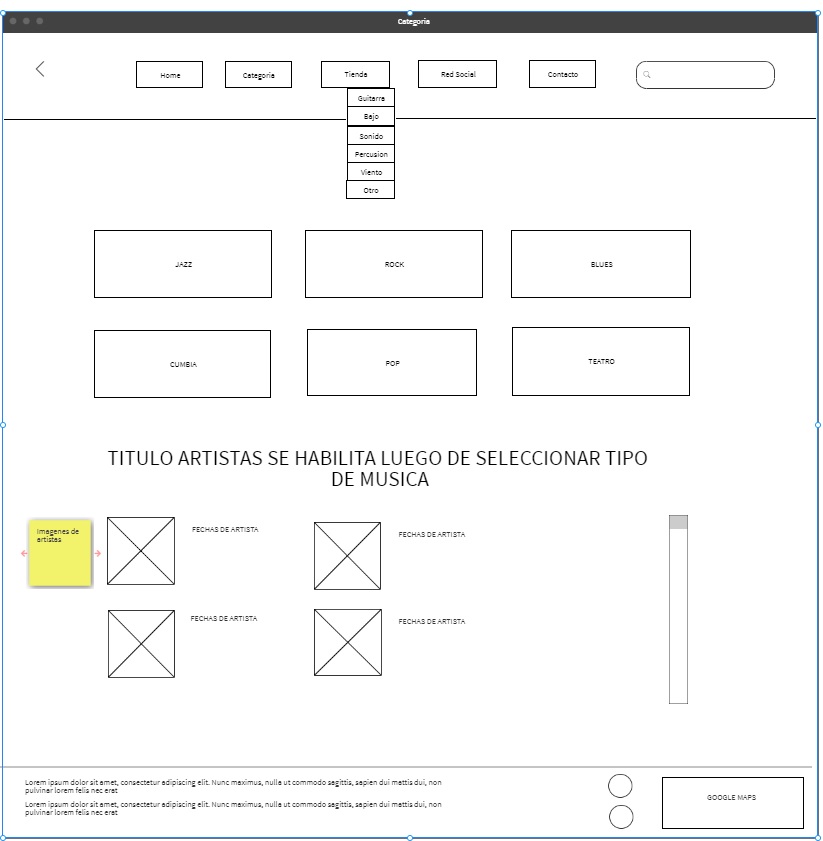 Categoria
Home
Categoria
Tienda
Red Social
Contacto
Guitarra
Bajo
Sonido
Percusion
Viento
Otro
JAZZ
ROCK
BLUES
CUMBIA
POP
TEATRO
TITULO ARTISTAS SE HABILITA LUEGO DE SELECCIONAR TIPO
DE MUSICA
Imagenes de
artistas
FECHAS DE ARTISTA
FECHAS DE ARTISTA
FECHAS DE ARTISTA
FECHAS DE ARTISTA
Lorem ipsum dolor sit amet, consectetur adipiscing elit. Nunc maximus, nulla ut commodo sagittis, sapien dui mattis dui, non
pulvinar lorem felis nec erat
Lorem ipsum dolor sit amet, consectetur adipiscing elit. Nunc maximus, nulla ut commodo sagittis, sapien dui mattis dui, non
pulvinar lorem felis nec erat
GOOGLE MAPS